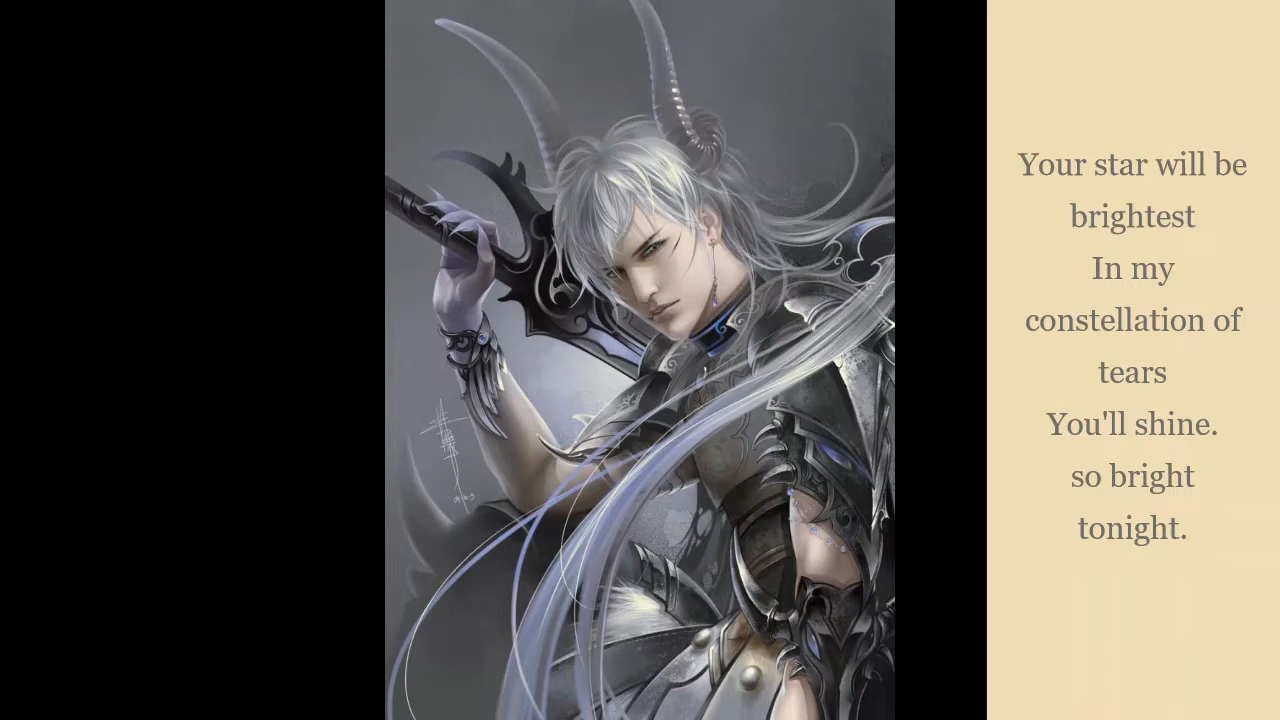 Your star will be
brightest
In my
constellation of
tears
You'll shine.
so bright
tonight.